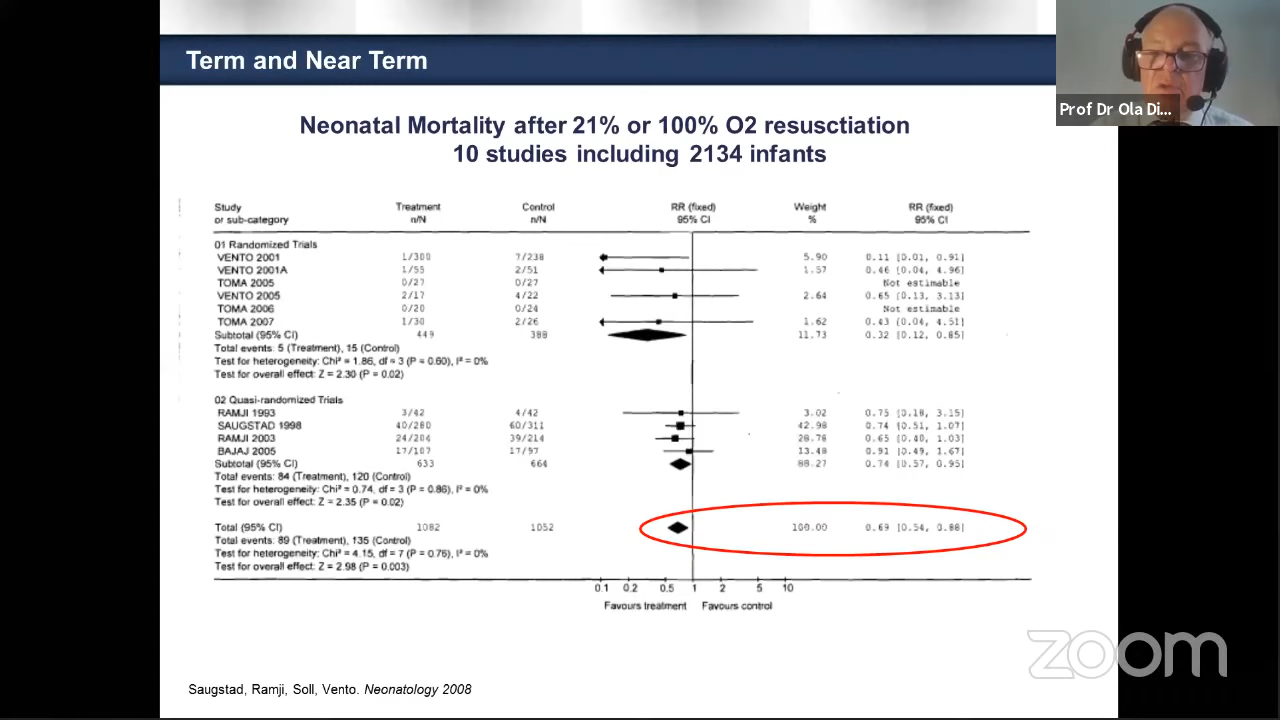 Term and Near Term
Prof Dr Ola Di...
Neonatal Mortality after 21% or 100% O2 resusctiation
10 studies including 2134 infants
Study Treatment Control RR (fixed) Weight RR (fixed)
or sub-category n/N n/N 95% CI % 95% CI
01 Randomized Trials
VENTO 2001 1/300 7/238 5.90 0.11 [0.01, 0.91]
VENTO 2001A 1/55 2/51 1.57 0.46 [0.04, 4.96]
TOMA 2005 0/27 0/27 Not estimable
VENTO 2005 2/17 4/22 2.64 0.65 [0.13, 3.13]
TOMA 2006 0/20 0/24 Not estimable
TOMA 2007 1/30 2/26 1.62 0.43 [0.04, 4.51]
Subtotal (95% CI) 449 388 11.73 0.32 [0.12, 0.85]
Total events: 5 (Treatment), 15 (Control)
Test for heterogeneity: Chi² = 1.86, df = 3 (P = 0.60), I² = 0%
Test for overall effect: Z = 2.30 (P = 0.02)
02 Quasi-randomized Trials
RAMJI 1993 3/42 4/42 3.02 0.75 [0.18, 3.15]
SAUGSTAD 1998 40/280 60/311 42.98 0.74 [0.51, 1.07]
RAMJI 2003 24/204 39/214 28.78 0.65 [0.40, 1.03]
BAJAJ 2005 17/107 17/97 13.48 0.91 [0.49, 1.67]
Subtotal (95% CI) 633 664 88.27 0.74 [0.57, 0.95]
Total events: 84 (Treatment), 120 (Control)
Test for heterogeneity: Chi² = 0.74, df = 3 (P = 0.86), I² = 0%
Test for overall effect: Z = 2.35 (P = 0.02)
Total (95% CI) 1082 1052 100.00 0.69 [0.54, 0.88]
Total events: 89 (Treatment), 135 (Control)
Test for heterogeneity: Chi² = 4.15, df = 7 (P = 0.76), I² = 0%
Test for overall effect: Z = 2.98 (P = 0.003)
0.1 0.2 0.5 1 2 5 10
Favours treatment Favours control
zoom
Saugstad, Ramji, Soll, Vento. Neonatology 2008